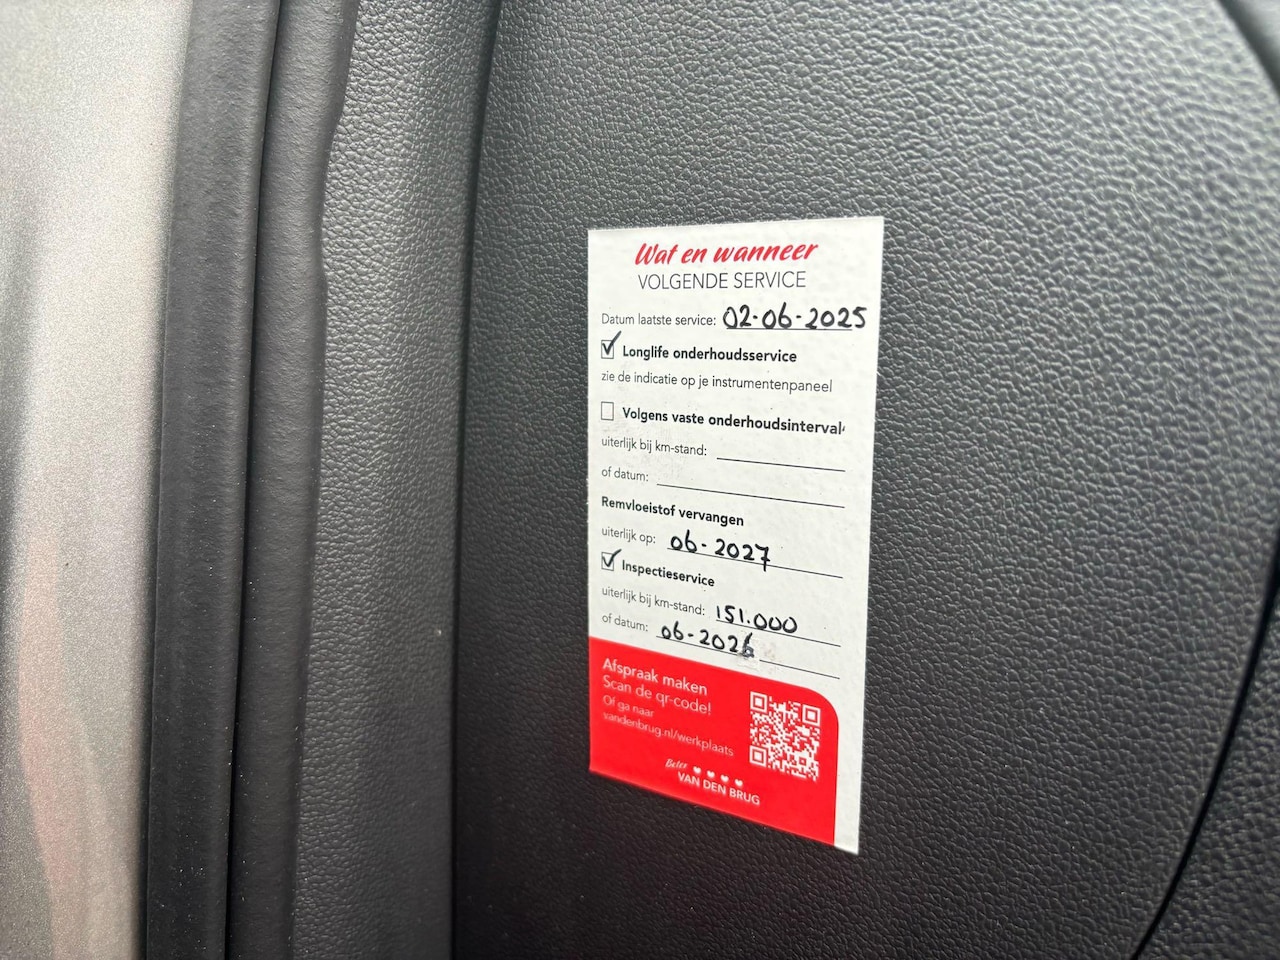 Wat en wanneer
VOLGENDE SERVICE
Datum laatste service: 02-06-2025
Longlife onderhoudsservice
zie de indicatie op je instrumentenpaneel
Volgens vaste onderhoudsinterval
uiterlijk bij km-stand:
of datum:
Remvloeistof vervangen
uiterlijk op: 06-2027
Inspectieservice
uiterlijk bij km-stand: 151.000
of datum: 06-2026
Afspraak maken
Scan de qr-code!
Of ga naar
vandenbrug.nl/werkplaats
Beter
VAN DEN BRUG